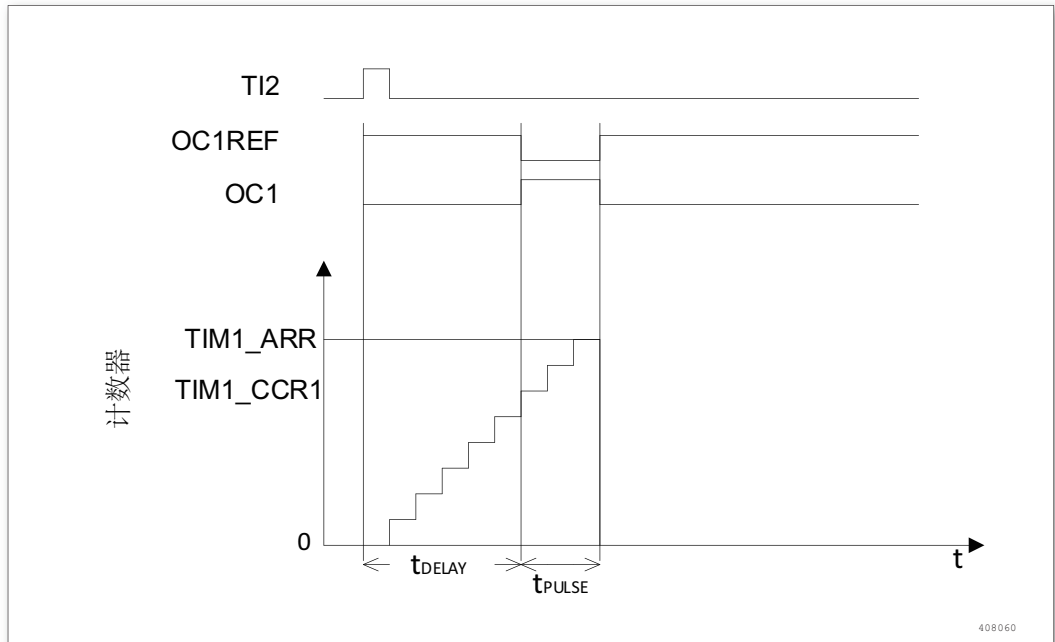 TI2
OC1REF
OC1
TIM1_ARR
TIM1_CCR1
计数器
0
t
tDELAY
tPULSE
408060